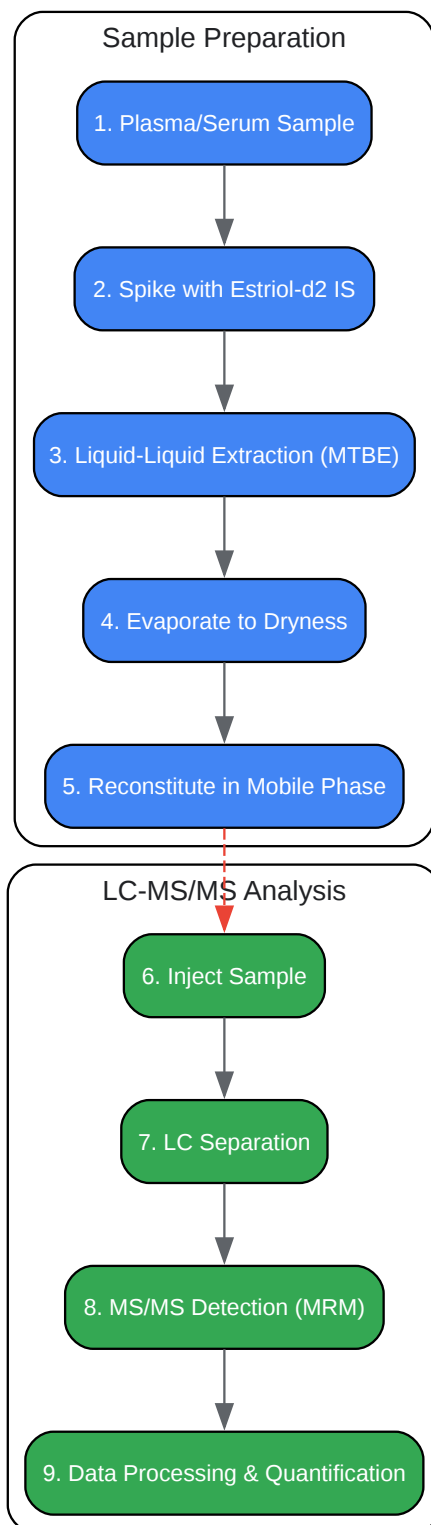 Sample Preparation
1. Plasma/Serum Sample
2. Spike with Estriol-d2 IS
3. Liquid-Liquid Extraction (MTBE)
4. Evaporate to Dryness
5. Reconstitute in Mobile Phase
LC-MS/MS Analysis
6. Inject Sample
7. LC Separation
8. MS/MS Detection (MRM)
9. Data Processing & Quantification